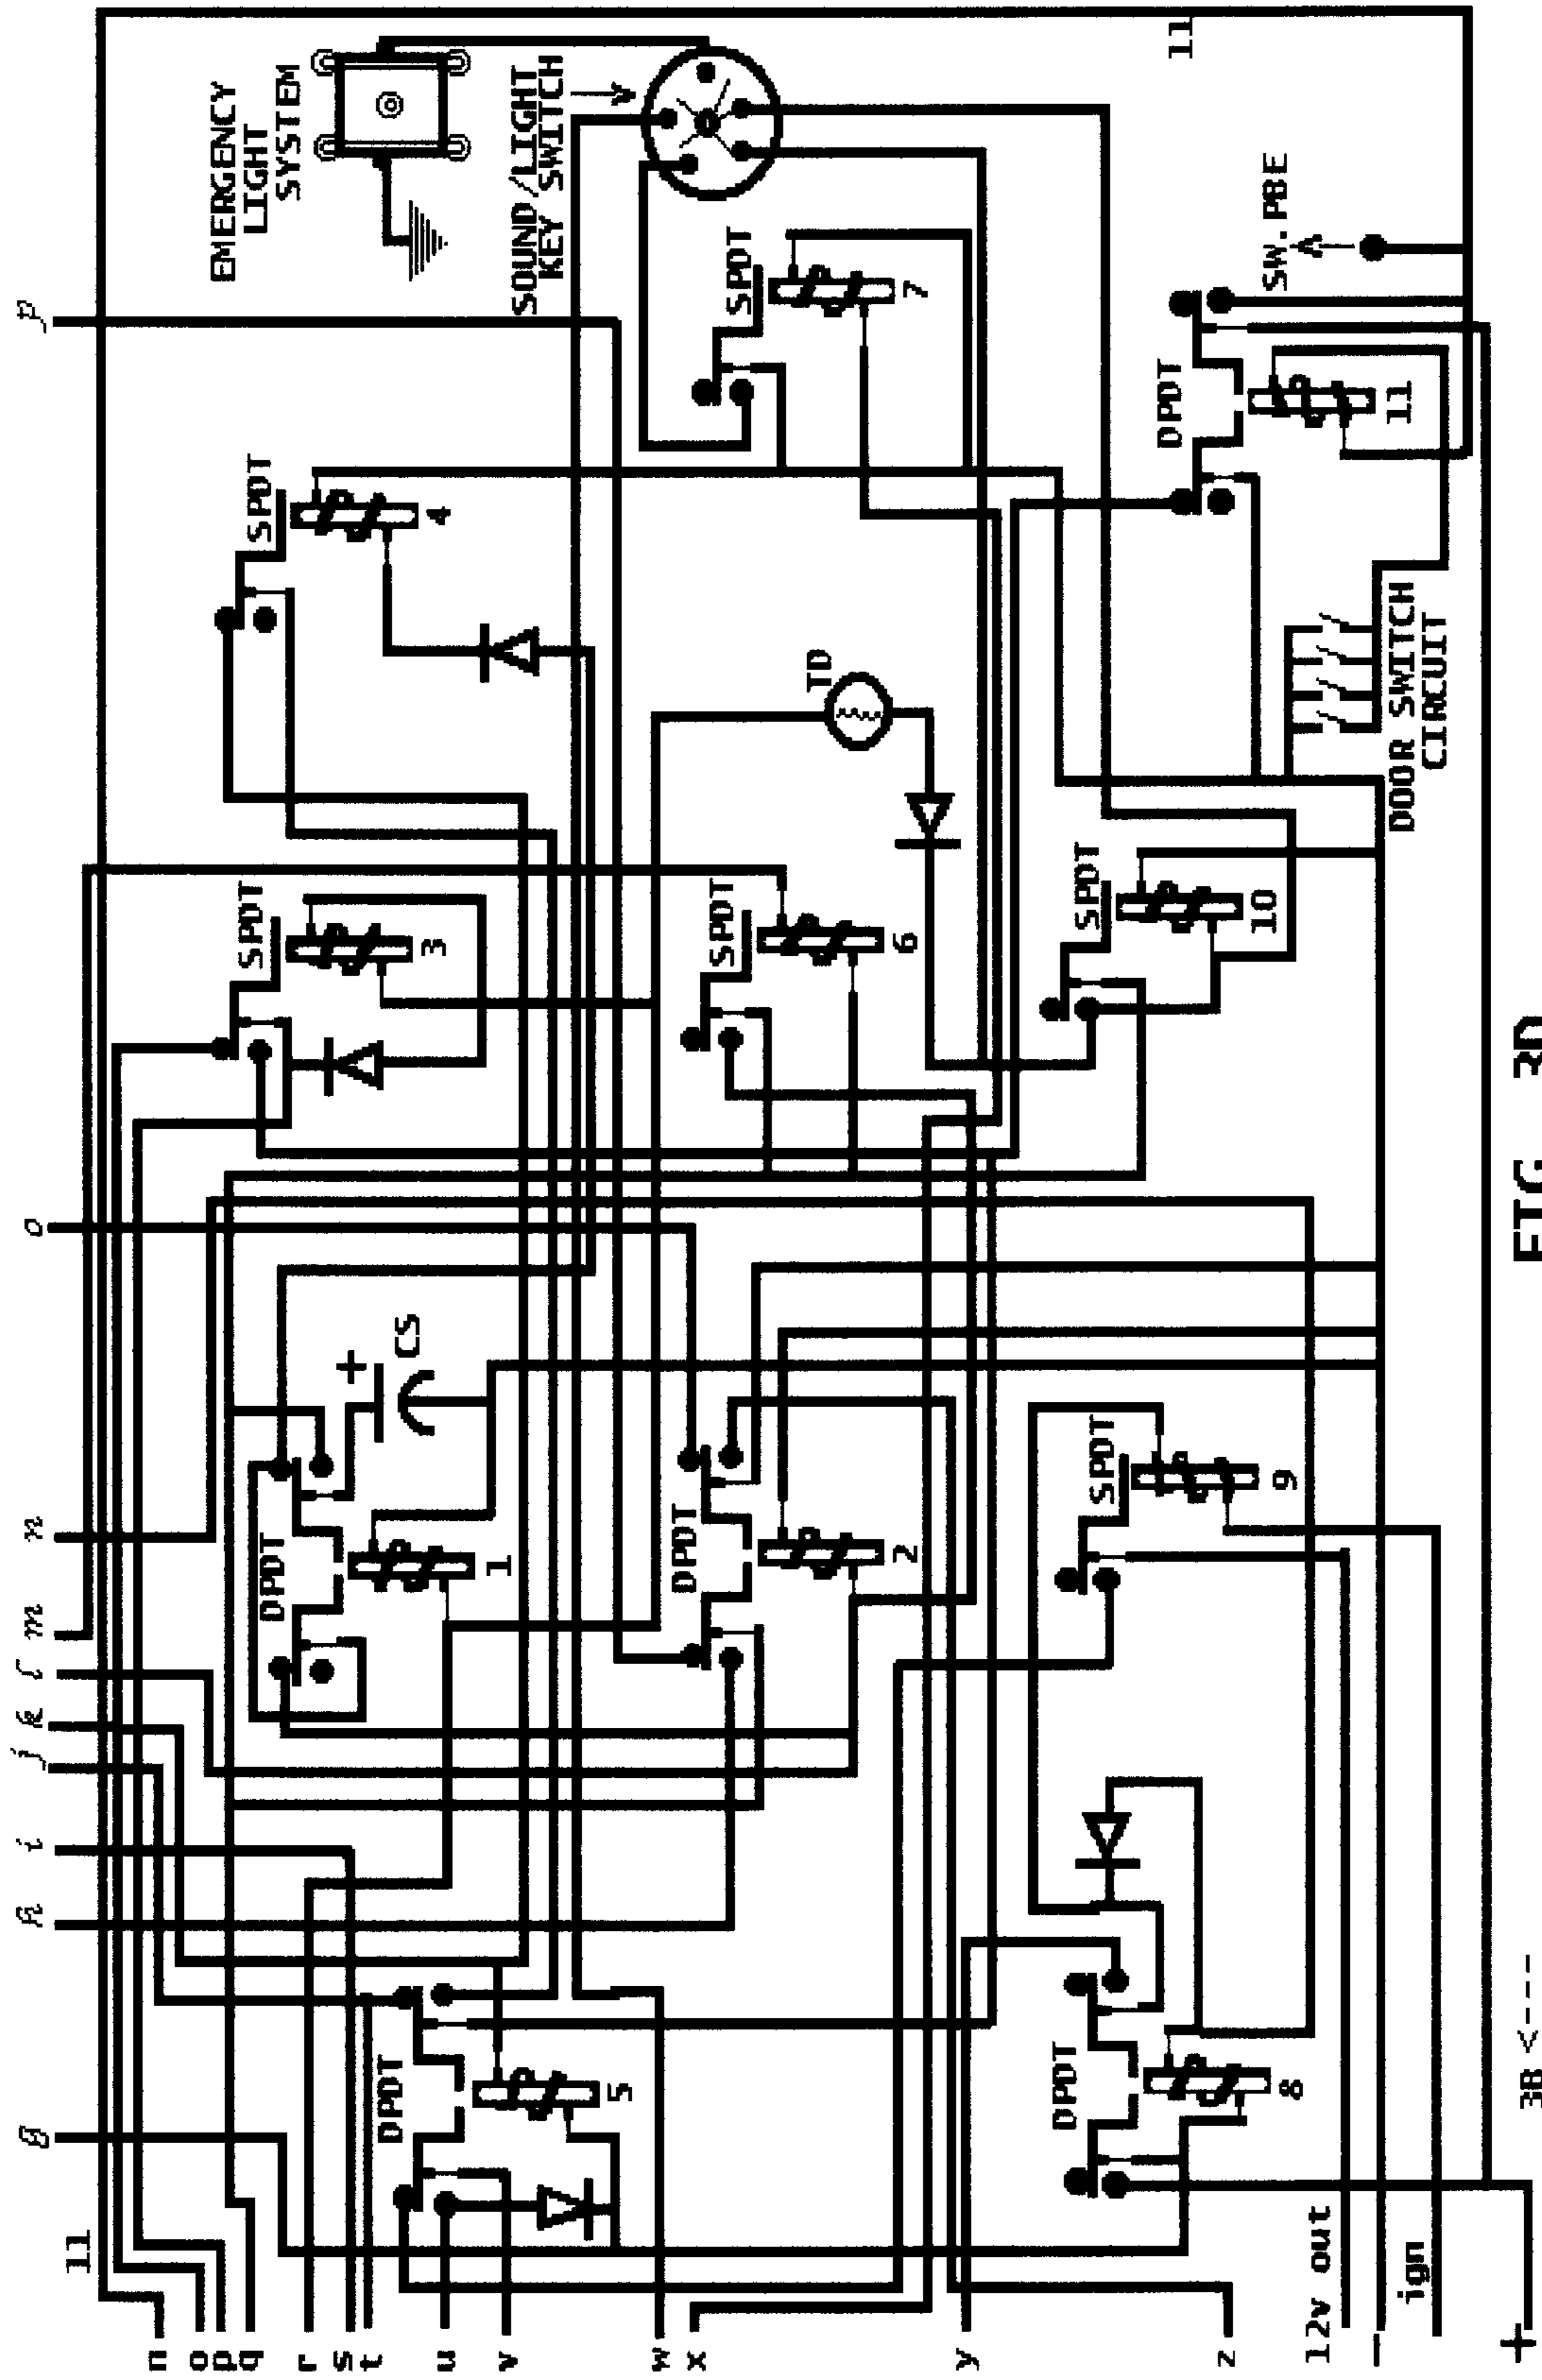 g h i j k l m n o p
11
n
o
p
q
r
s
t
u
v
w
x
y
z
12v out
-
ign
+
EMERGENCY
LIGHT
SYSTEM
SPDT
3
SPDT
4
DPDT
1
+
CS
DPDT
5
SOUND/LIGHT
KEY SWITCH
V
DPDT
2
SPDT
6
TD
SPDT
7
DPDT
8
SPDT
9
SPDT
10
DPDT
11
SW.PBE
11
DOOR SWITCH
CIRCUIT
3B <---
FIG. 3D